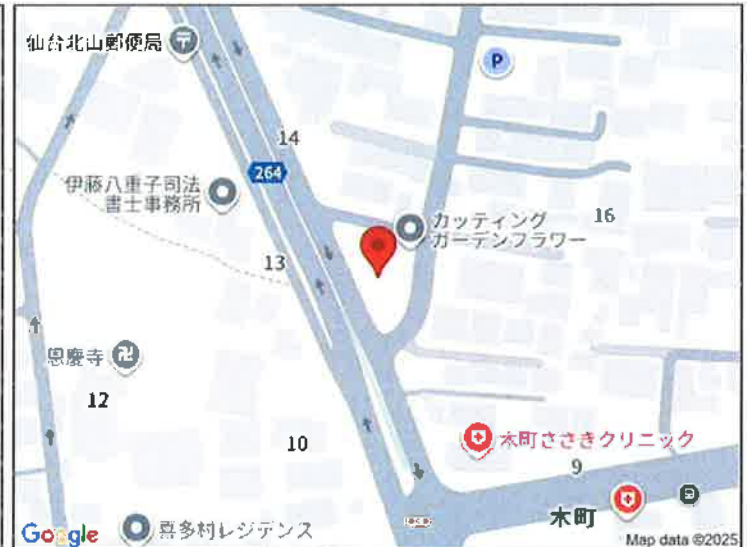 仙台北山郵便局
P
14
264
伊藤八重子司法
書士事務所
カッティング
ガーデンフラワー
16
13
恩慶寺
12
10
木町ささきクリニック
9
木町
喜多村レジデンス
Google
Map data ©2025